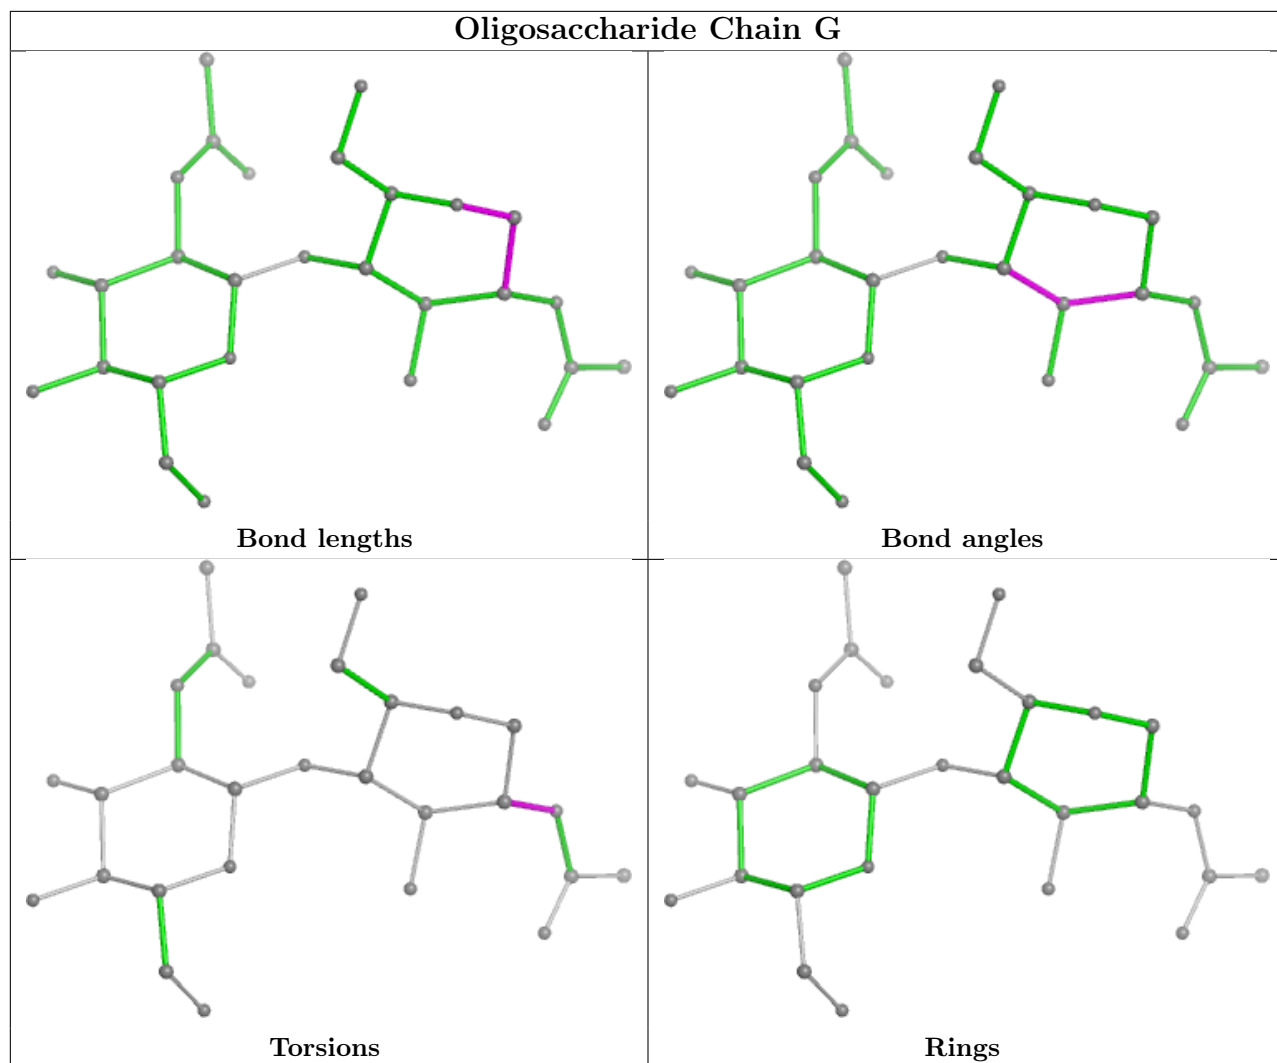 Oligosaccharide Chain G
Bond lengths
Bond angles
Torsions
Rings